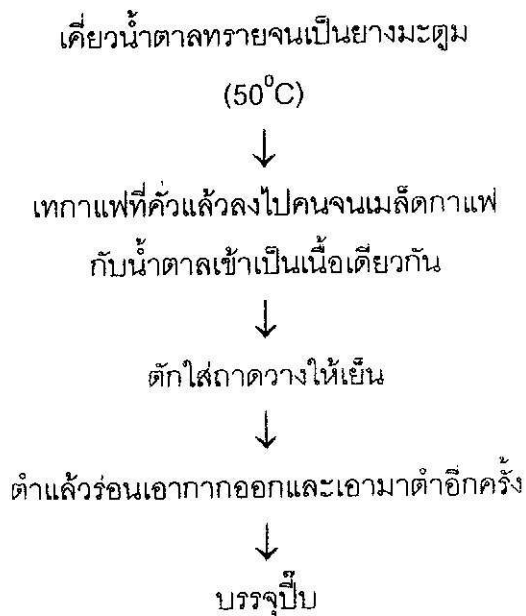 เคี่ยวน้ำตาลทรายจนเป็นยางมะตูม
(50⁰C)
↓
เทกาแฟที่คั่วแล้วลงไปคนจนเมล็ดกาแฟ
กับน้ำตาลเข้าเป็นเนื้อเดียวกัน
↓
ตักใส่ถาดวางให้เย็น
↓
ตำแล้วร่อนเอากากออกและเอามาตำอีกครั้ง
↓
บรรจุปี๊บ